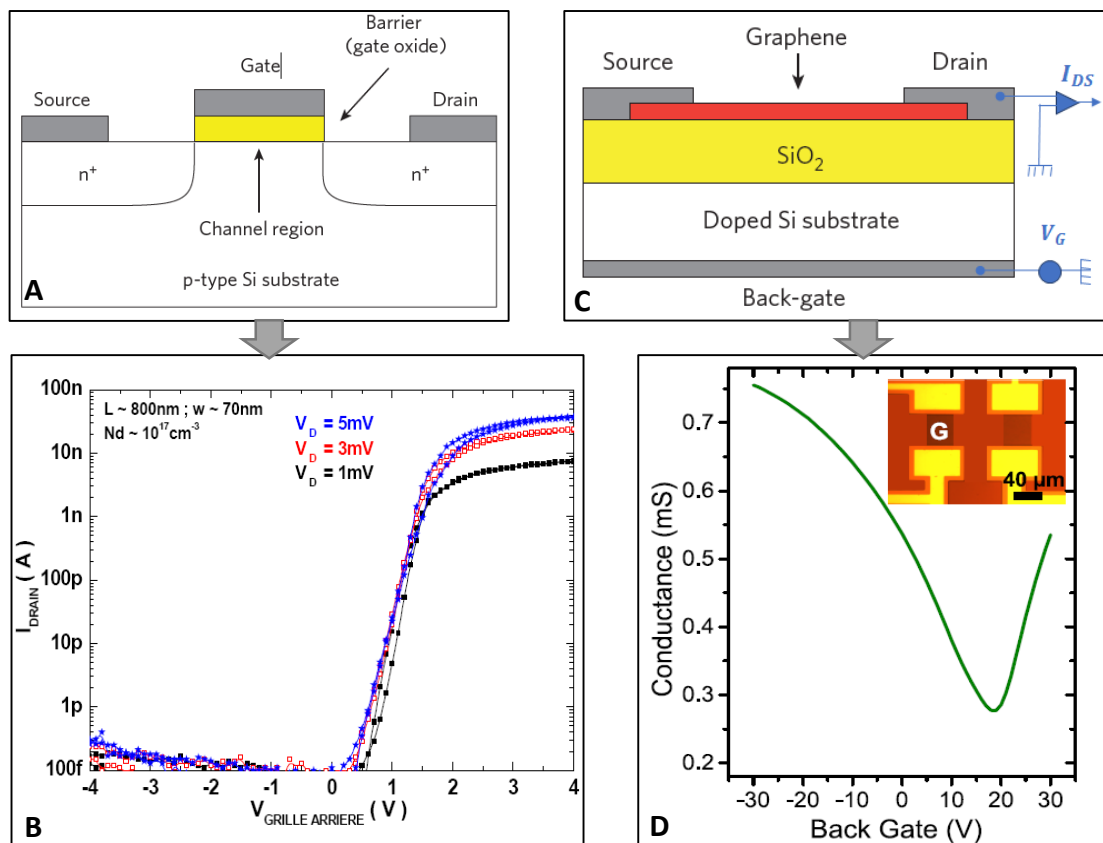 Barrier
(gate oxide)
Gate
Source
Drain
n+
n+
Channel region
p-type Si substrate
A
Graphene
Source
Drain
I_DS
SiO2
Doped Si substrate
V_G
Back-gate
C
100n
10n
1n
100p
10p
1p
100f
I_DRAIN ( A )
L ~ 800nm ; w ~ 70nm
Nd ~ 10^17cm^-3
V_D = 5mV
V_D = 3mV
V_D = 1mV
-4 -3 -2 -1 0 1 2 3 4
V_GRILLE ARRIERE ( V )
B
0.7
0.6
0.5
0.4
0.3
0.2
Conductance (mS)
G
40 µm
-30 -20 -10 0 10 20 30
Back Gate (V)
D